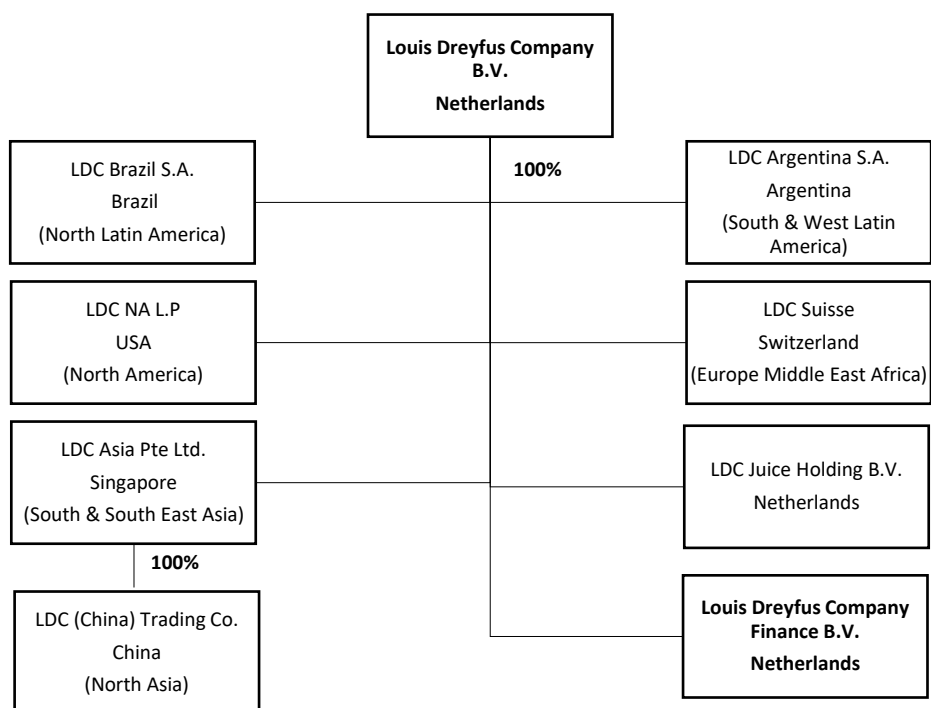 Louis Dreyfus Company
B.V.
Netherlands
100%
LDC Brazil S.A.
Brazil
(North Latin America)
LDC Argentina S.A.
Argentina
(South & West Latin
America)
LDC NA L.P
USA
(North America)
LDC Suisse
Switzerland
(Europe Middle East Africa)
LDC Asia Pte Ltd.
Singapore
(South & South East Asia)
LDC Juice Holding B.V.
Netherlands
100%
LDC (China) Trading Co.
China
(North Asia)
Louis Dreyfus Company
Finance B.V.
Netherlands